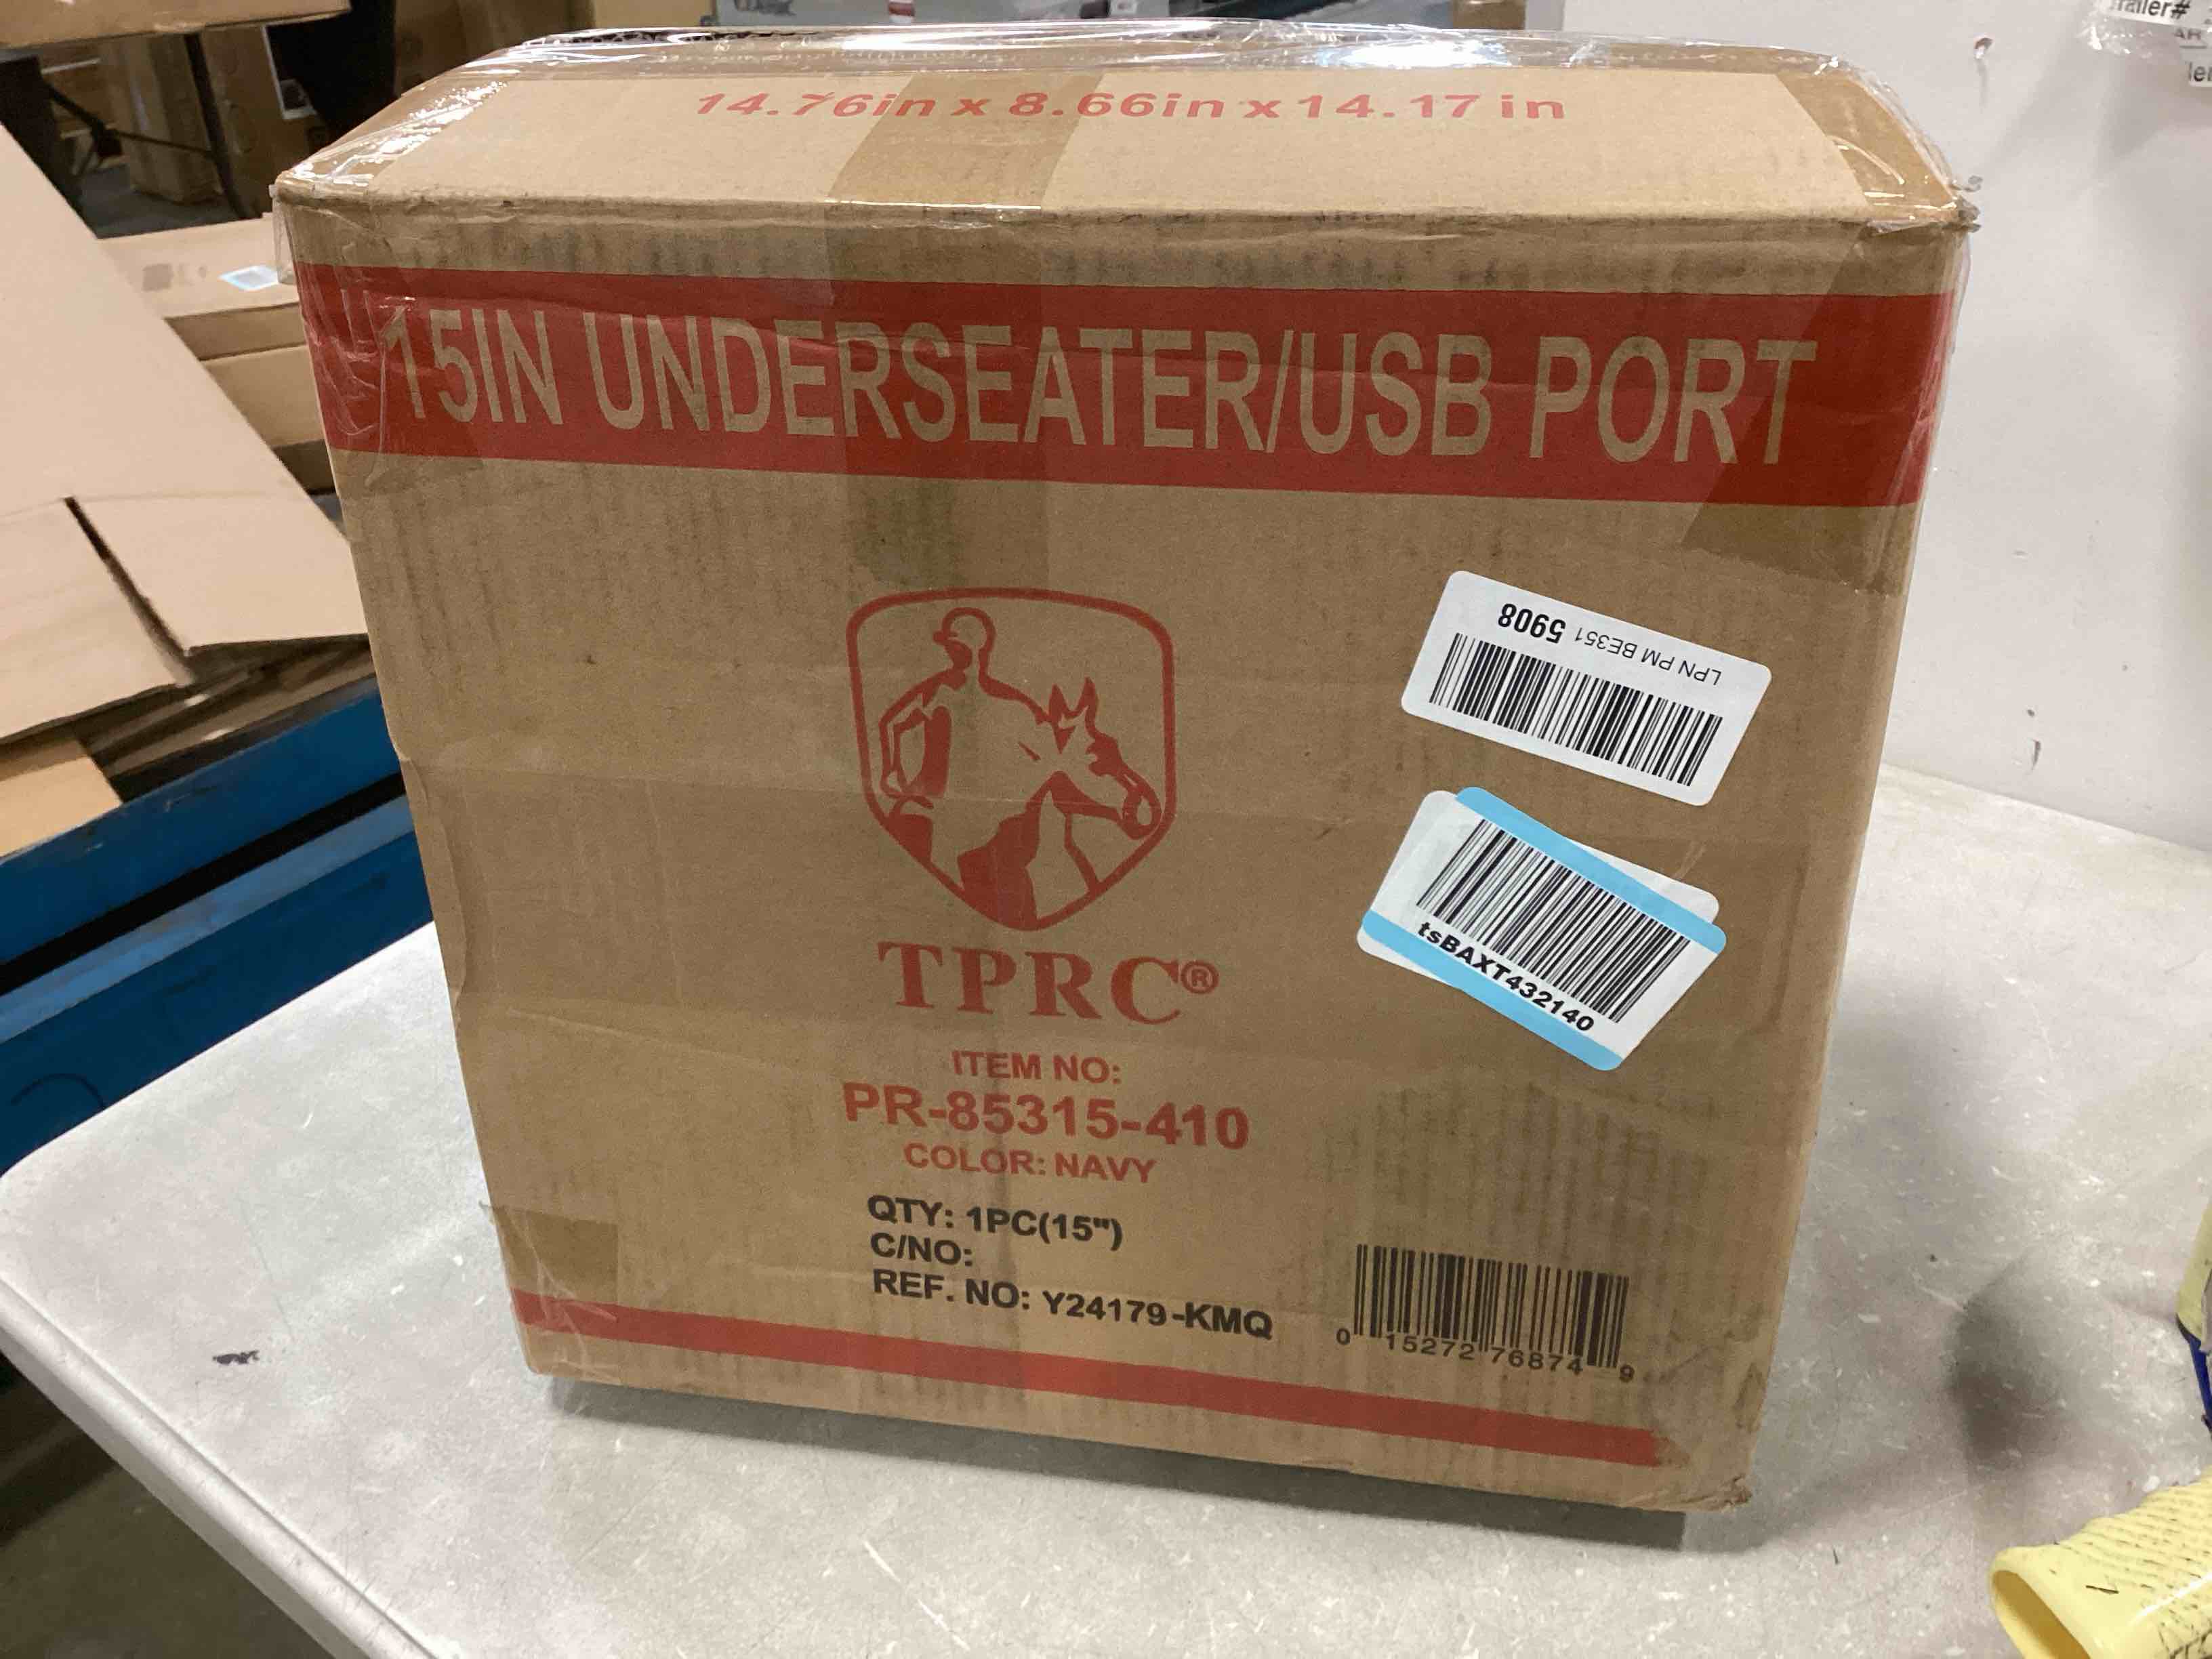 14.76in x 8.66in x 14.17 in
15IN UNDERSEATER/USB PORT
LPN PM BE351 5908
tsBAXT432140
TPRC®
ITEM NO:
PR-85315-410
COLOR: NAVY
QTY: 1PC(15")
C/NO:
REF. NO: Y24179-KMQ
0 15272 76874 9